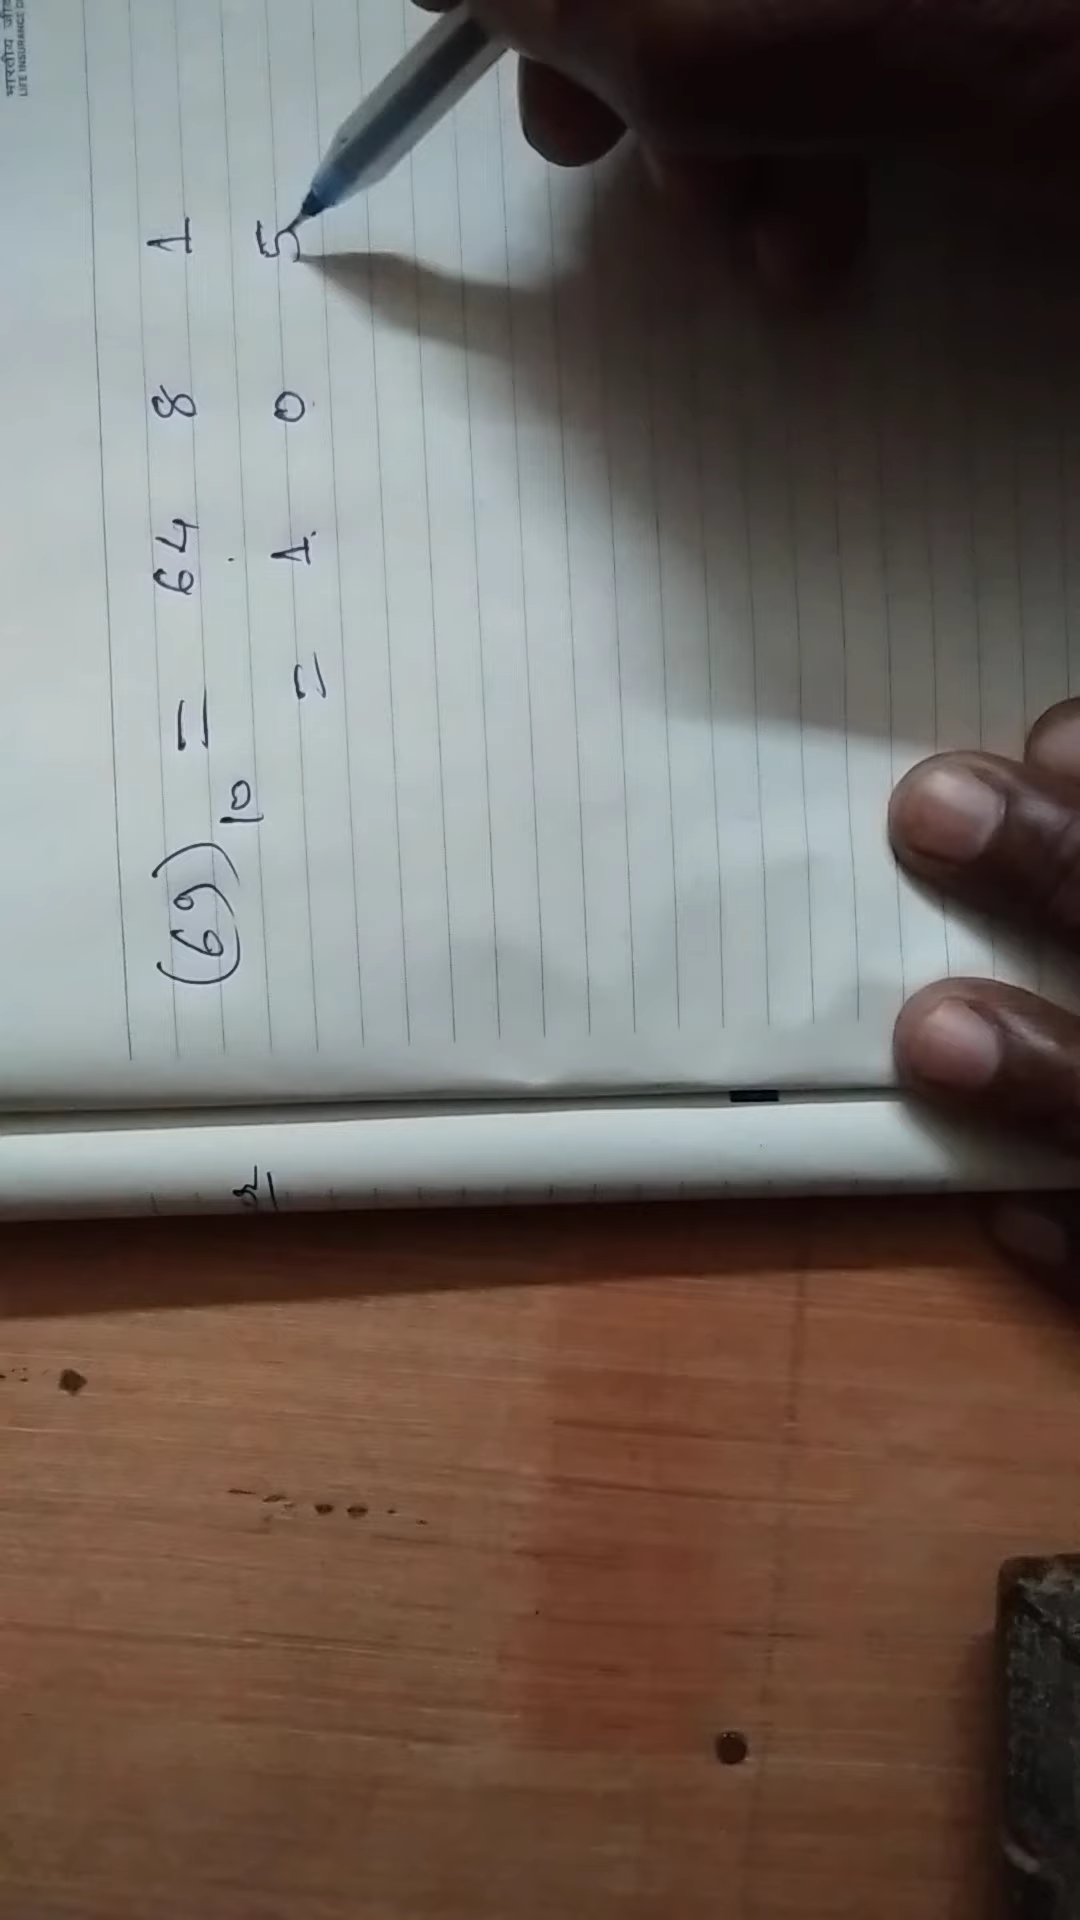 (69)10 = 64 8 1
= 1 0 5